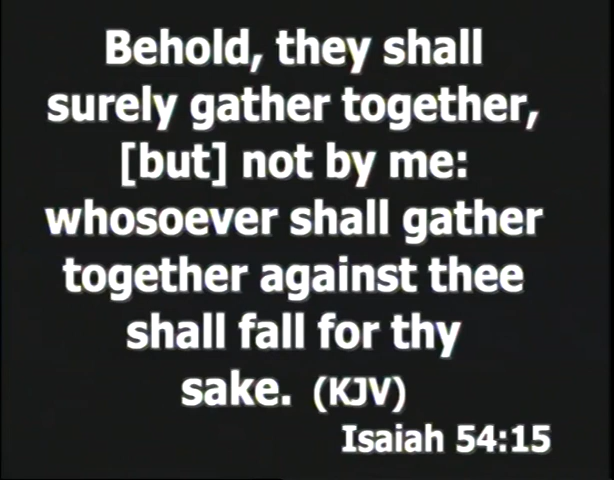 Behold, they shall
surely gather together,
[but] not by me:
whosoever shall gather
together against thee
shall fall for thy
sake. (KJV)
Isaiah 54:15